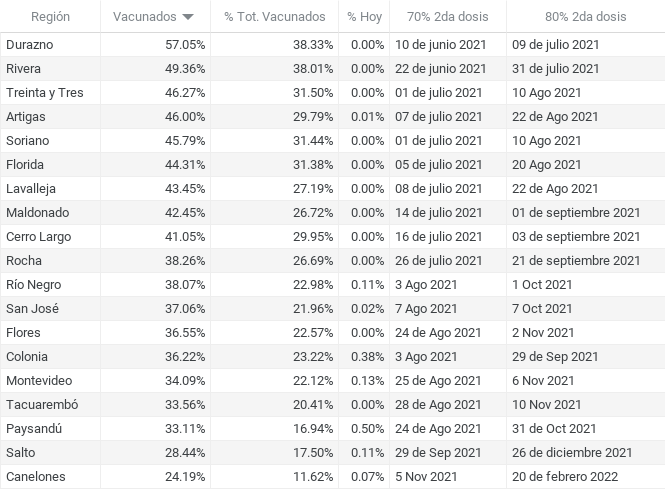 Región Vacunados % Tot. Vacunados % Hoy 70% 2da dosis 80% 2da dosis
Durazno 57.05% 38.33% 0.00% 10 de junio 2021 09 de julio 2021
Rivera 49.36% 38.01% 0.00% 22 de junio 2021 31 de julio 2021
Treinta y Tres 46.27% 31.50% 0.00% 01 de julio 2021 10 Ago 2021
Artigas 46.00% 29.79% 0.01% 07 de julio 2021 22 de Ago 2021
Soriano 45.79% 31.44% 0.00% 01 de julio 2021 10 Ago 2021
Florida 44.31% 31.38% 0.00% 05 de julio 2021 20 Ago 2021
Lavalleja 43.45% 27.19% 0.00% 08 de julio 2021 22 de Ago 2021
Maldonado 42.45% 26.72% 0.00% 14 de julio 2021 01 de septiembre 2021
Cerro Largo 41.05% 29.95% 0.00% 16 de julio 2021 03 de septiembre 2021
Rocha 38.26% 26.69% 0.00% 26 de julio 2021 21 de septiembre 2021
Río Negro 38.07% 22.98% 0.11% 3 Ago 2021 1 Oct 2021
San José 37.06% 21.96% 0.02% 7 Ago 2021 7 Oct 2021
Flores 36.55% 22.57% 0.00% 24 de Ago 2021 2 Nov 2021
Colonia 36.22% 23.22% 0.38% 3 Ago 2021 29 de Sep 2021
Montevideo 34.09% 22.12% 0.13% 25 de Ago 2021 6 Nov 2021
Tacuarembó 33.56% 20.41% 0.00% 28 de Ago 2021 10 Nov 2021
Paysandú 33.11% 16.94% 0.50% 24 de Ago 2021 31 de Oct 2021
Salto 28.44% 17.50% 0.11% 29 de Sep 2021 26 de diciembre 2021
Canelones 24.19% 11.62% 0.07% 5 Nov 2021 20 de febrero 2022